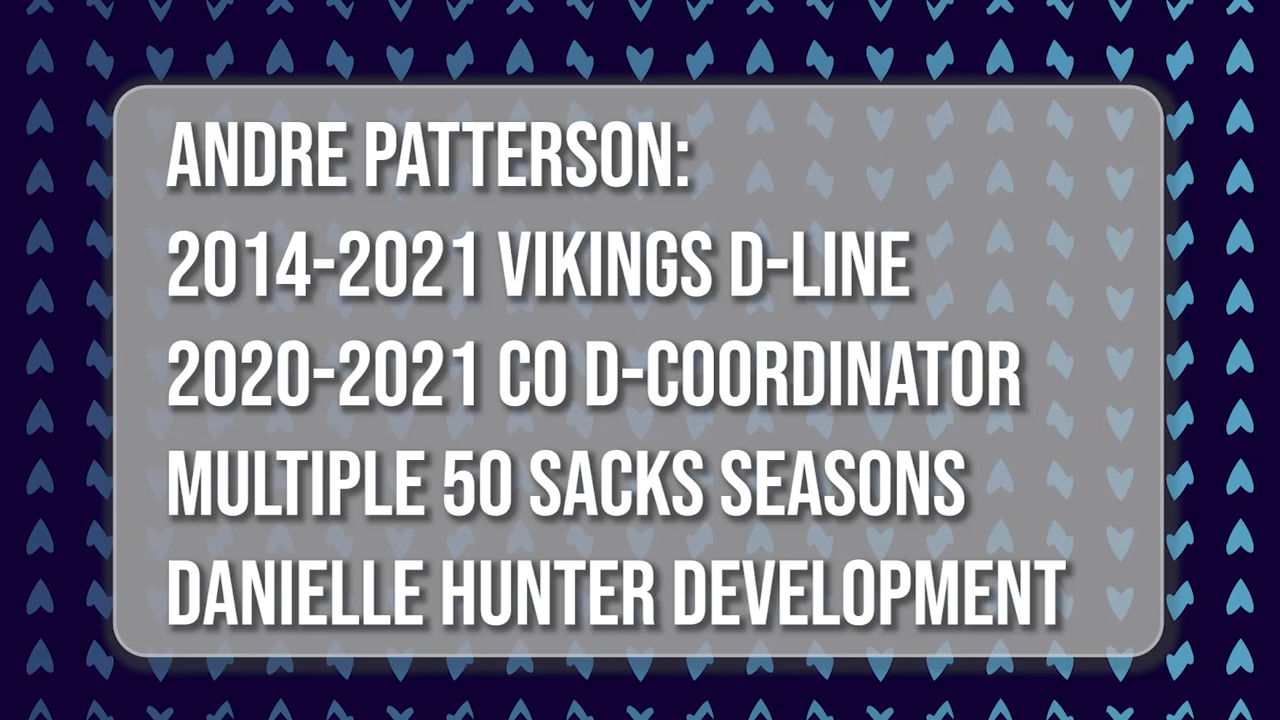 ANDRE PATTERSON:
2014-2021 VIKINGS D-LINE
2020-2021 CO D-COORDINATOR
MULTIPLE 50 SACKS SEASONS
DANIELLE HUNTER DEVELOPMENT